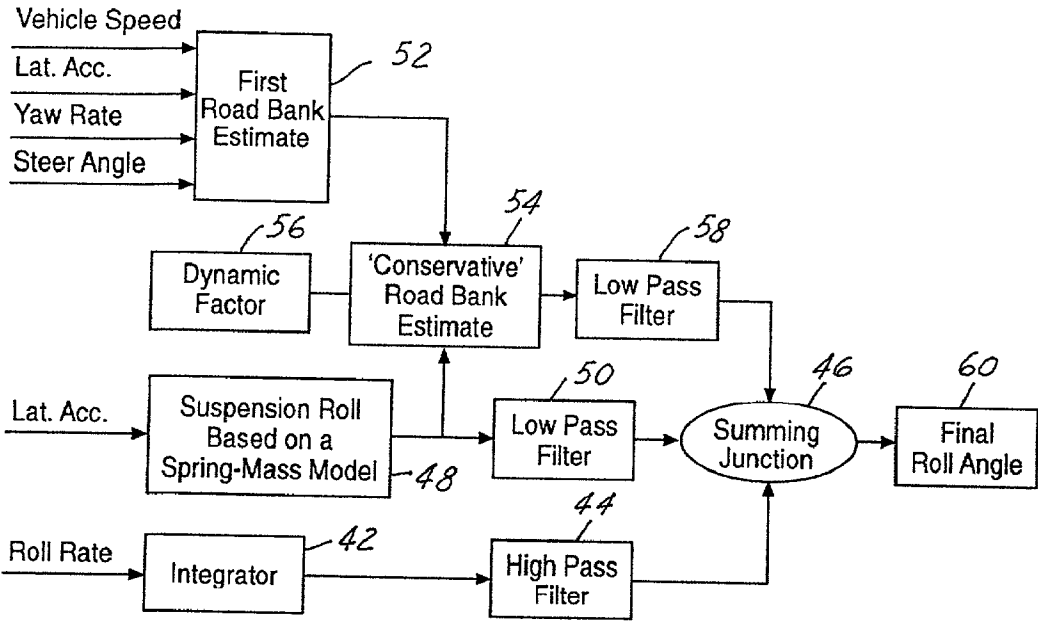 Vehicle Speed
Lat. Acc.
Yaw Rate
Steer Angle
First
Road Bank
Estimate
52
56
Dynamic
Factor
54
'Conservative'
Road Bank
Estimate
58
Low Pass
Filter
Lat. Acc.
Suspension Roll
Based on a
Spring-Mass Model
48
50
Low Pass
Filter
46
Summing
Junction
60
Final
Roll Angle
Roll Rate
42
Integrator
44
High Pass
Filter